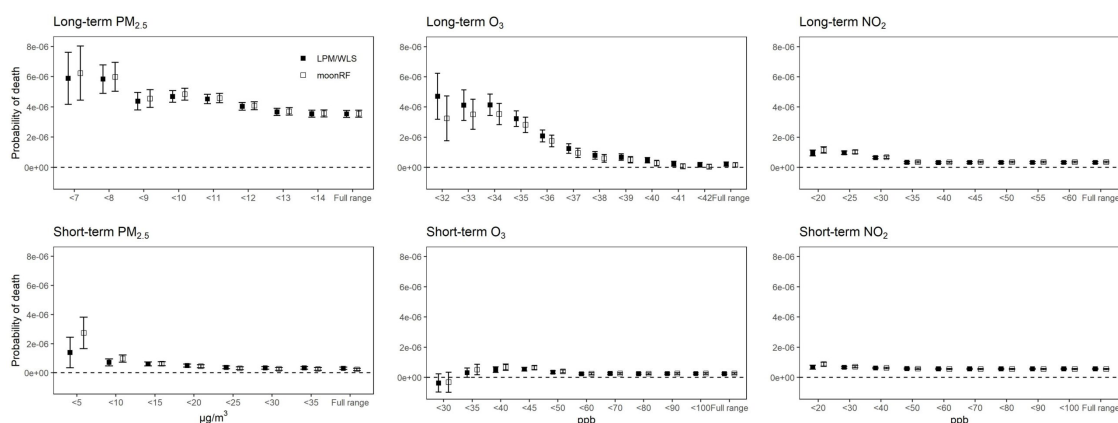 Long-term PM2.5
Long-term O3
Long-term NO2
Probability of death
8e-06
6e-06
4e-06
2e-06
0e+00
LPM/WLS
moonRF
<7 <8 <9 <10 <11 <12 <13 <14 Full range
8e-06
6e-06
4e-06
2e-06
0e+00
<32 <33 <34 <35 <36 <37 <38 <39 <40 <41 <42 Full range
8e-06
6e-06
4e-06
2e-06
0e+00
<20 <25 <30 <35 <40 <45 <50 <55 <60 Full range
Short-term PM2.5
Short-term O3
Short-term NO2
Probability of death
8e-06
6e-06
4e-06
2e-06
0e+00
<5 <10 <15 <20 <25 <30 <35 Full range
µg/m³
8e-06
6e-06
4e-06
2e-06
0e+00
<30 <35 <40 <45 <50 <60 <70 <80 <90 <100 Full range
ppb
8e-06
6e-06
4e-06
2e-06
0e+00
<20 <30 <40 <50 <60 <70 <80 <90 <100 Full range
ppb